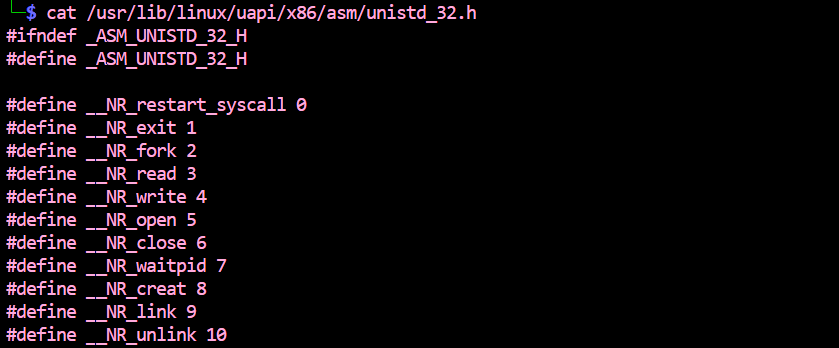 └─$ cat /usr/lib/linux/uapi/x86/asm/unistd_32.h
#ifndef _ASM_UNISTD_32_H
#define _ASM_UNISTD_32_H
#define __NR_restart_syscall 0
#define __NR_exit 1
#define __NR_fork 2
#define __NR_read 3
#define __NR_write 4
#define __NR_open 5
#define __NR_close 6
#define __NR_waitpid 7
#define __NR_creat 8
#define __NR_link 9
#define __NR_unlink 10